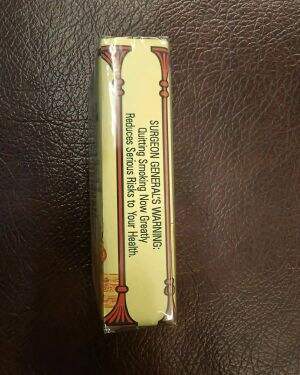 SURGEON GENERAL'S WARNING:
Quitting Smoking Now Greatly
Reduces Serious Risks to Your Health.